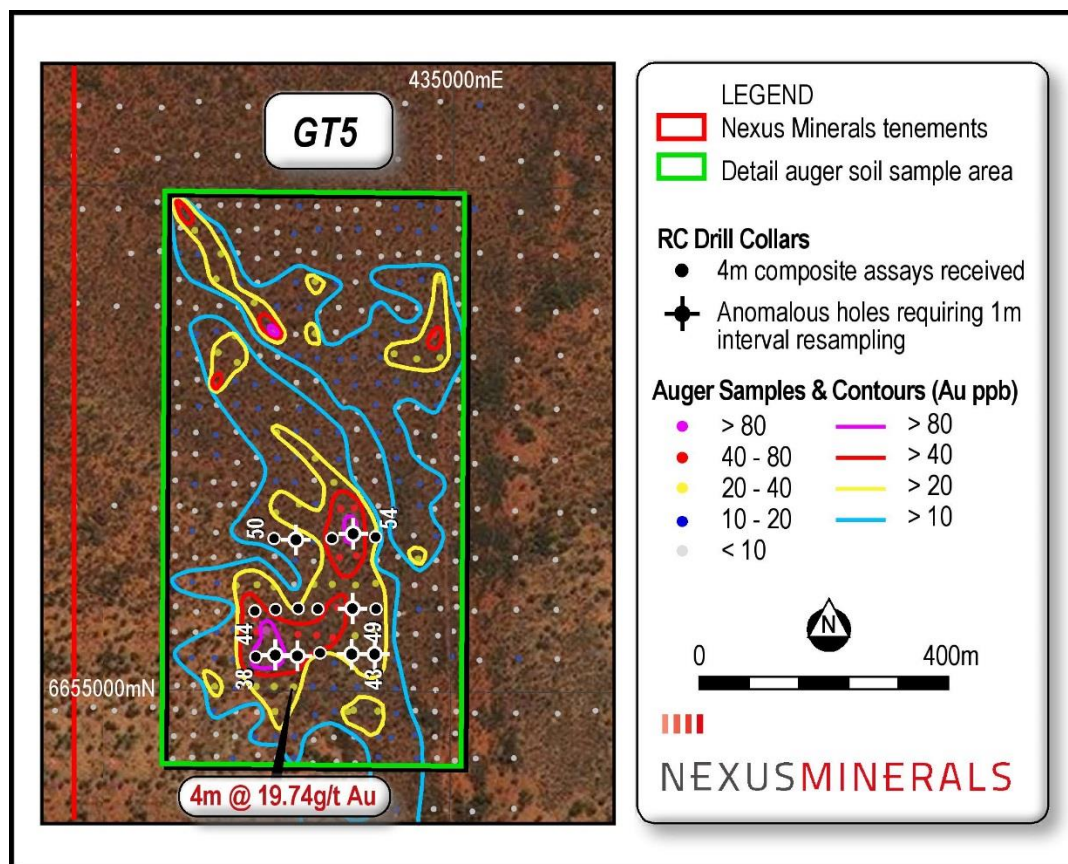 435000mE
GT5
50
54
44
49
38
43
6655000mN
4m @ 19.74g/t Au
LEGEND
Nexus Minerals tenements
Detail auger soil sample area
RC Drill Collars
4m composite assays received
Anomalous holes requiring 1m
interval resampling
Auger Samples & Contours (Au ppb)
> 80 > 80
40 - 80 > 40
20 - 40 > 20
10 - 20 > 10
< 10
N
0 400m
NEXUSMINERALS